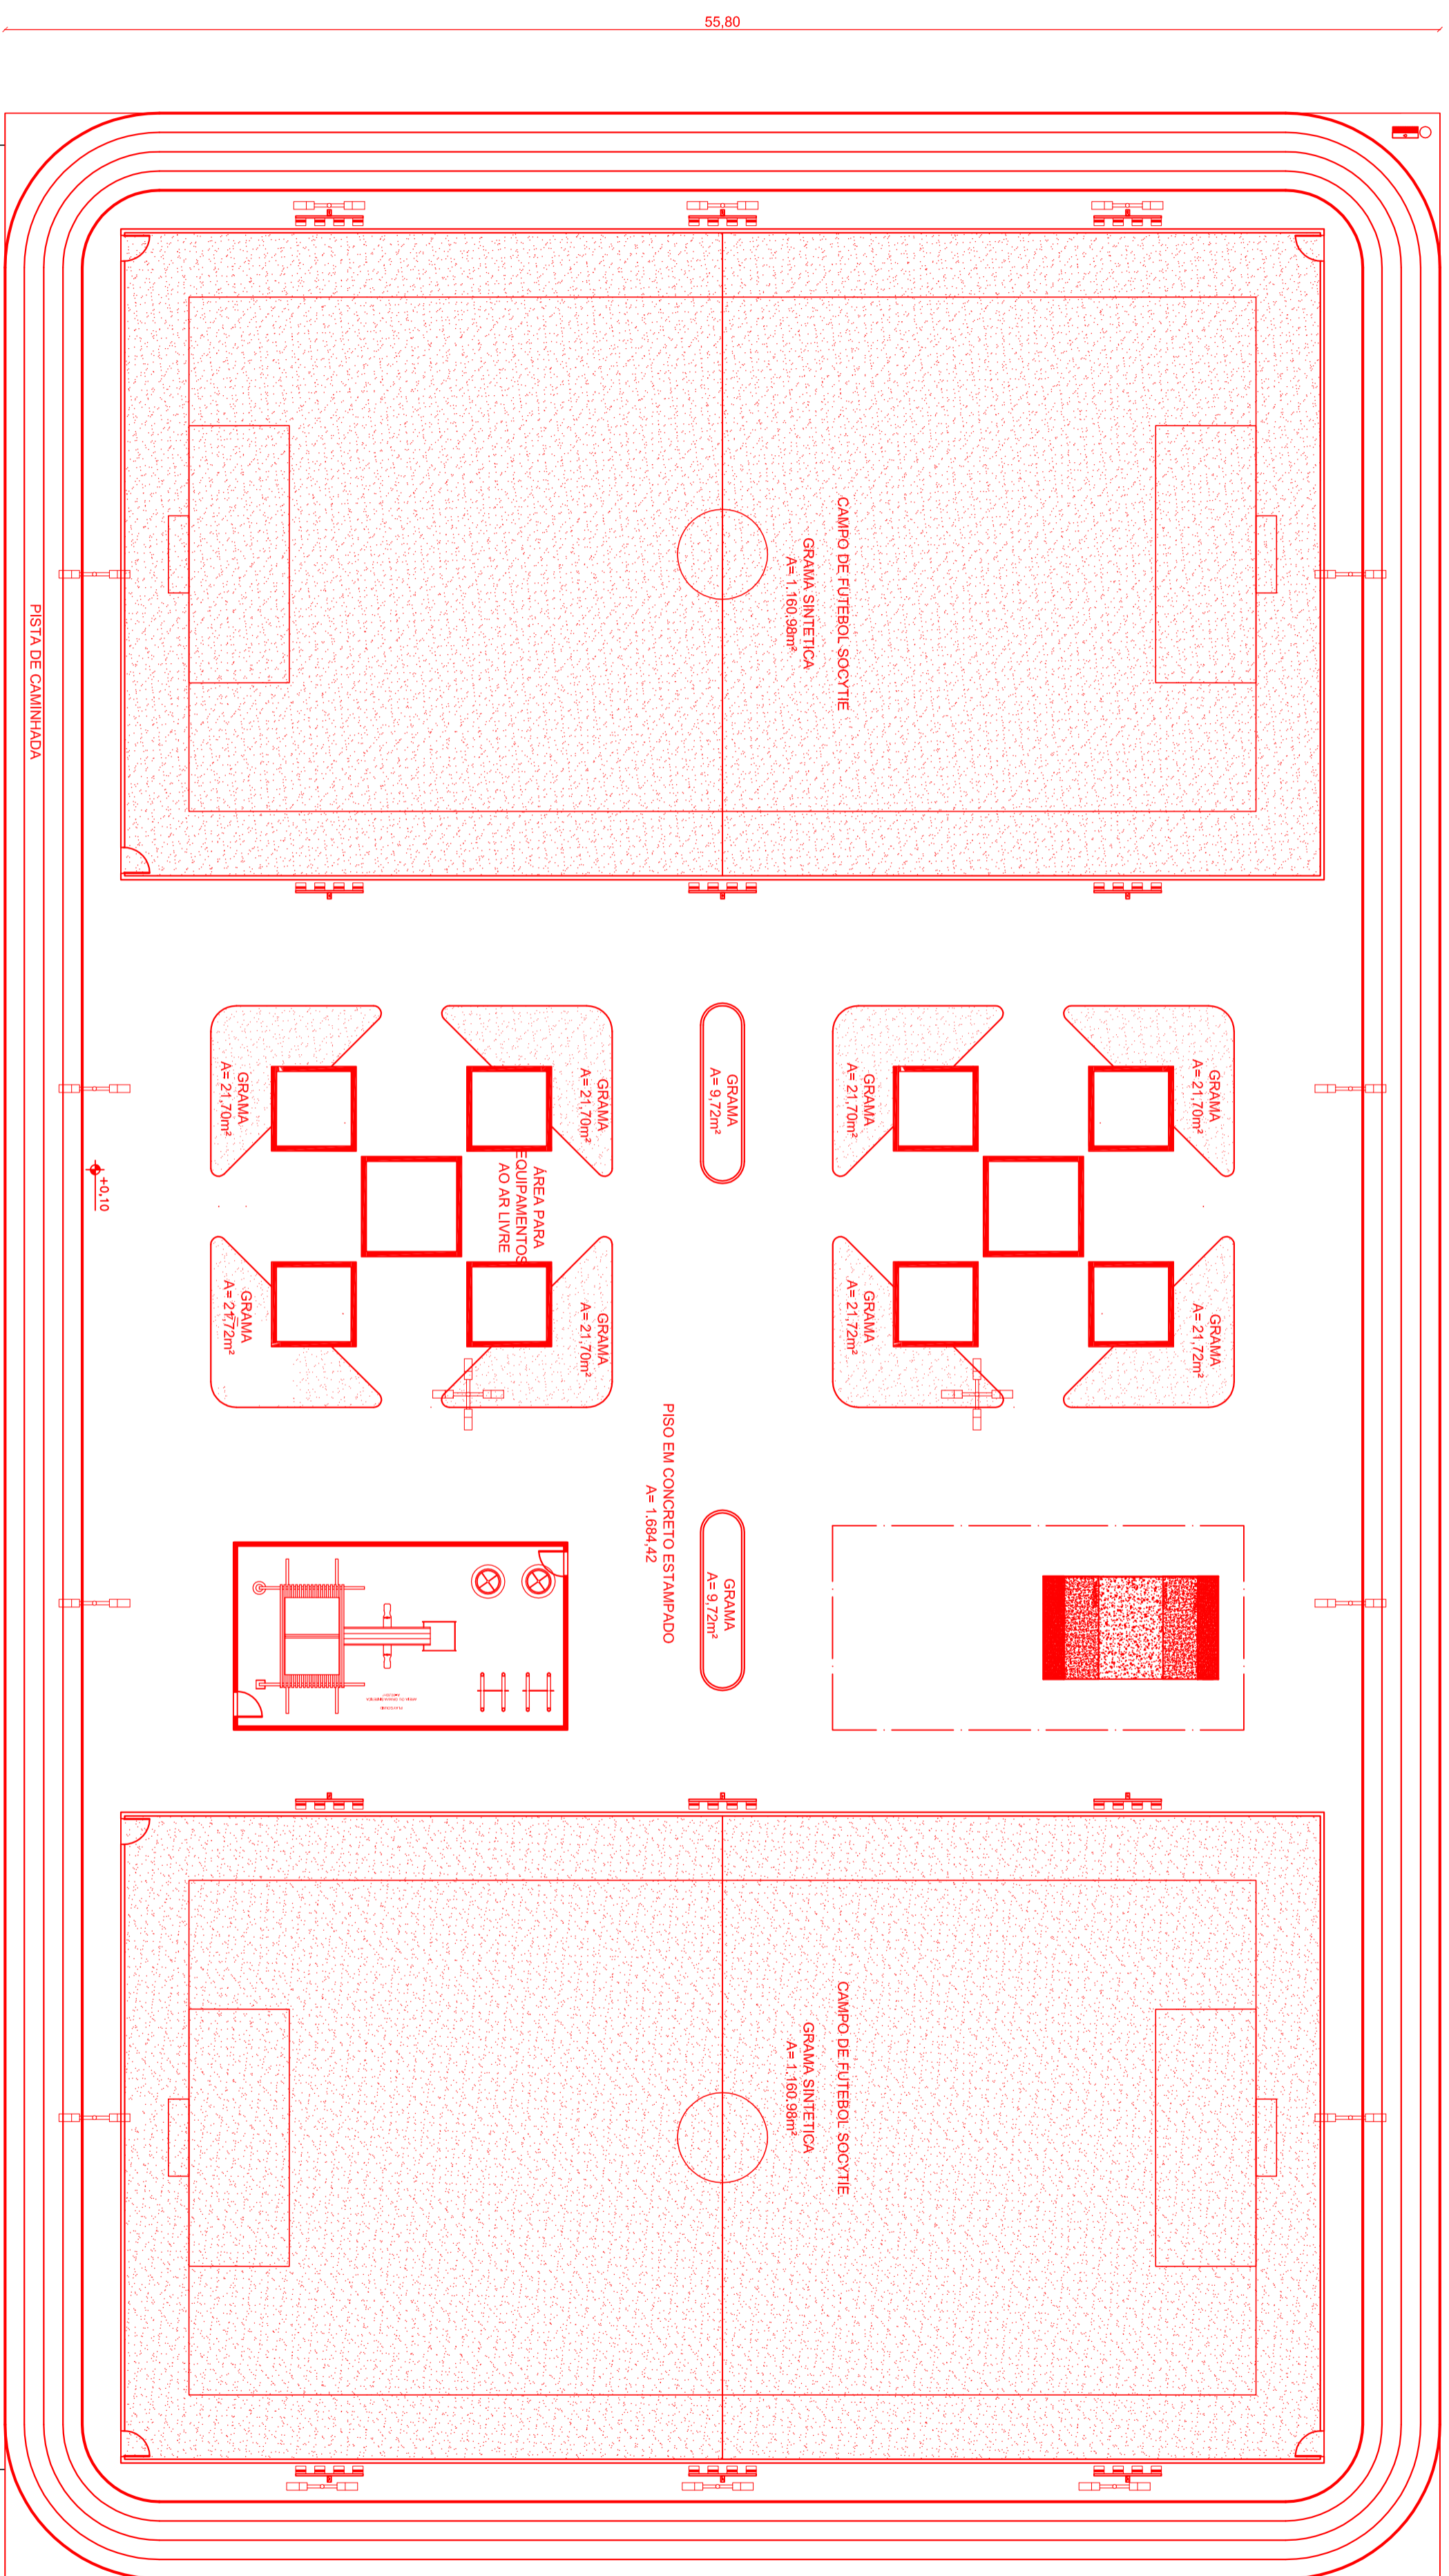 55,80
CAMPO DE FUTEBOL SOCYTIE
GRAMA SINTETICA
A= 1.160,98m²
PISTA DE CAMINHADA
GRAMA
A= 21,70m²
GRAMA
A= 21,70m²
GRAMA
A= 9,72m²
GRAMA
A= 21,70m²
GRAMA
A= 21,70m²
+0,10
ÁREA PARA
EQUIPAMENTOS
AO AR LIVRE
GRAMA
A= 21,72m²
GRAMA
A= 21,70m²
GRAMA
A= 21,72m²
GRAMA
A= 21,72m²
PISO EM CONCRETO ESTAMPADO
A= 1.684,42
GRAMA
A= 9,72m²
CAMPO DE FUTEBOL SOCYTIE
GRAMA SINTETICA
A= 1.160,98m²